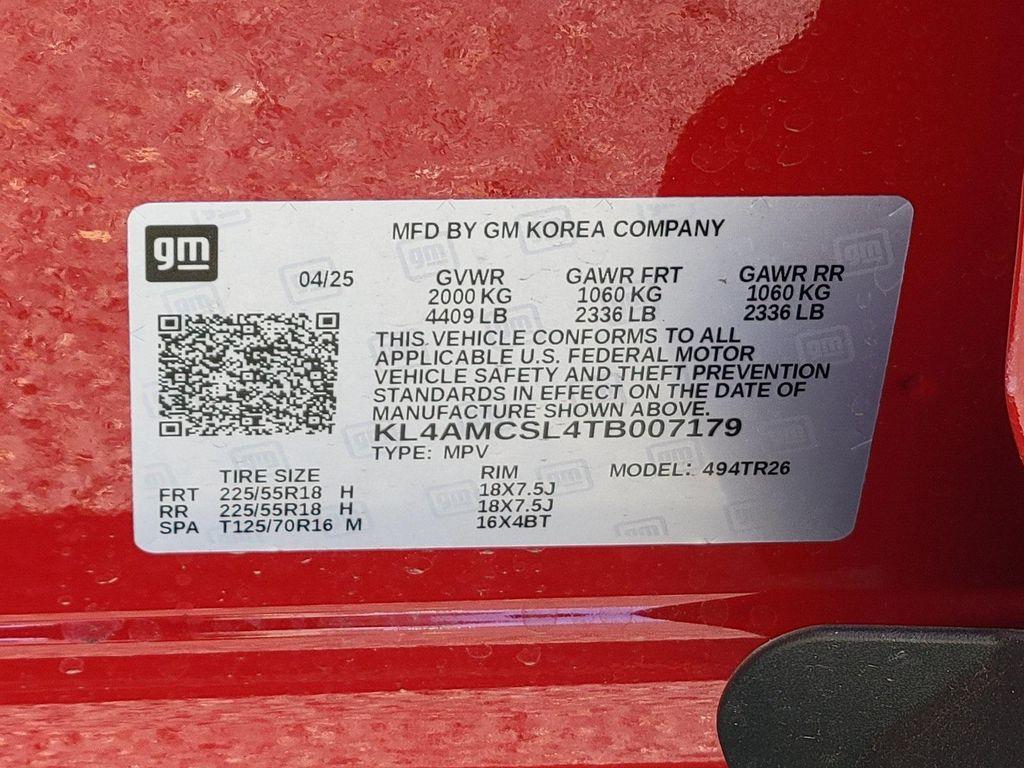 gm
MFD BY GM KOREA COMPANY
04/25 GVWR GAWR FRT GAWR RR
2000 KG 1060 KG 1060 KG
4409 LB 2336 LB 2336 LB
THIS VEHICLE CONFORMS TO ALL
APPLICABLE U.S. FEDERAL MOTOR
VEHICLE SAFETY AND THEFT PREVENTION
STANDARDS IN EFFECT ON THE DATE OF
MANUFACTURE SHOWN ABOVE.
KL4AMCSL4TB007179
TYPE: MPV
TIRE SIZE RIM MODEL: 494TR26
FRT 225/55R18 H 18X7.5J
RR 225/55R18 H 18X7.5J
SPA T125/70R16 M 16X4BT